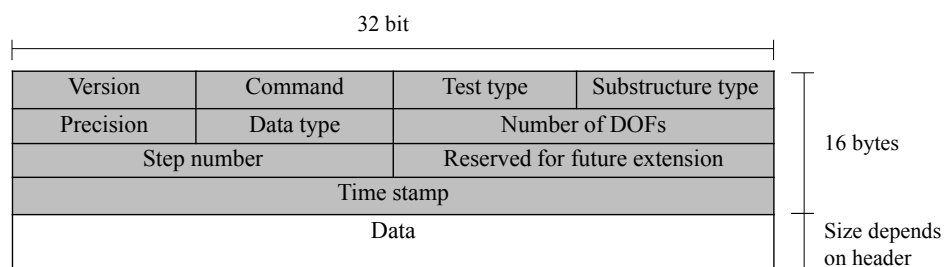 32 bit
Version Command Test type Substructure type
Precision Data type Number of DOFs
Step number Reserved for future extension
Time stamp
16 bytes
Data
Size depends
on header